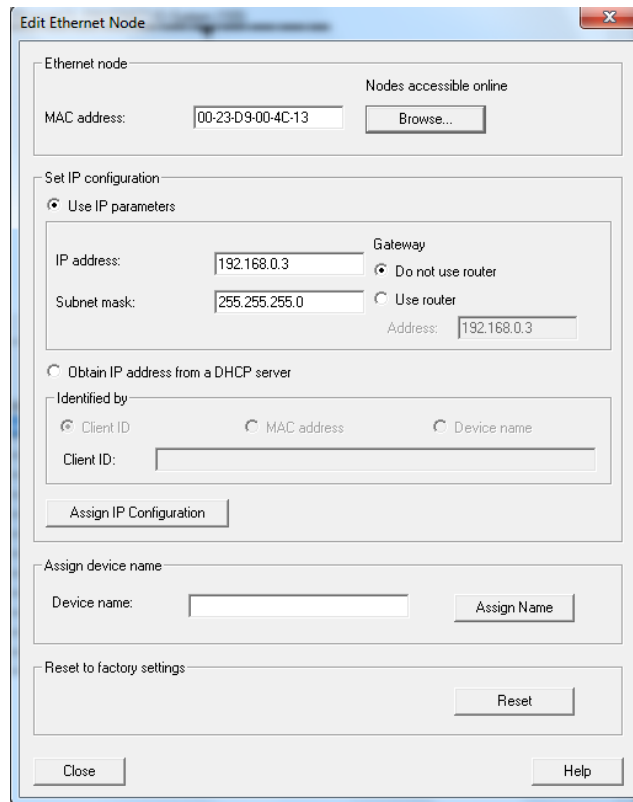 Edit Ethernet Node
Ethernet node
Nodes accessible online
MAC address: 00-23-D9-00-4C-13 Browse...
Set IP configuration
Use IP parameters
Gateway
IP address: 192.168.0.3
Do not use router
Subnet mask: 255.255.255.0
Use router
Address: 192.168.0.3
Obtain IP address from a DHCP server
Identified by
Client ID MAC address Device name
Client ID:
Assign IP Configuration
Assign device name
Device name: Assign Name
Reset to factory settings
Reset
Close Help